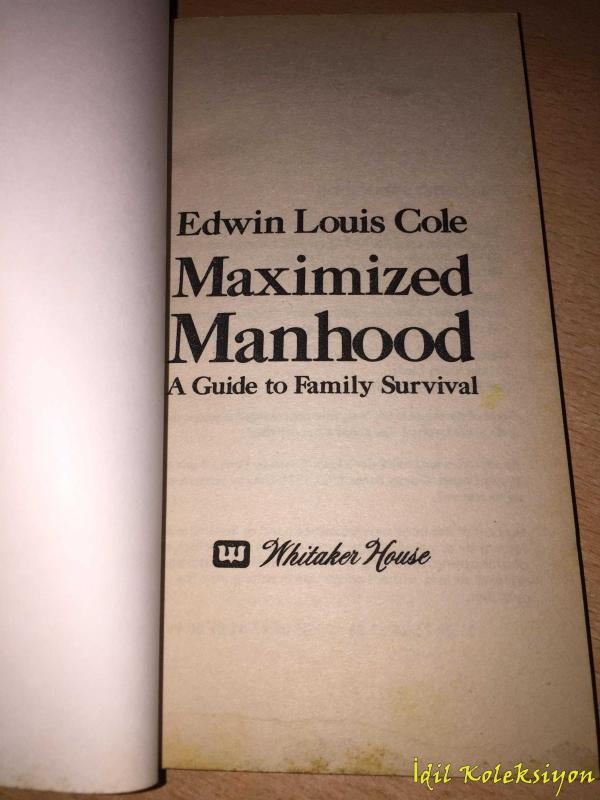 Edwin Louis Cole
Maximized
Manhood
A Guide to Family Survival
W Whitaker House
İdil Koleksiyon